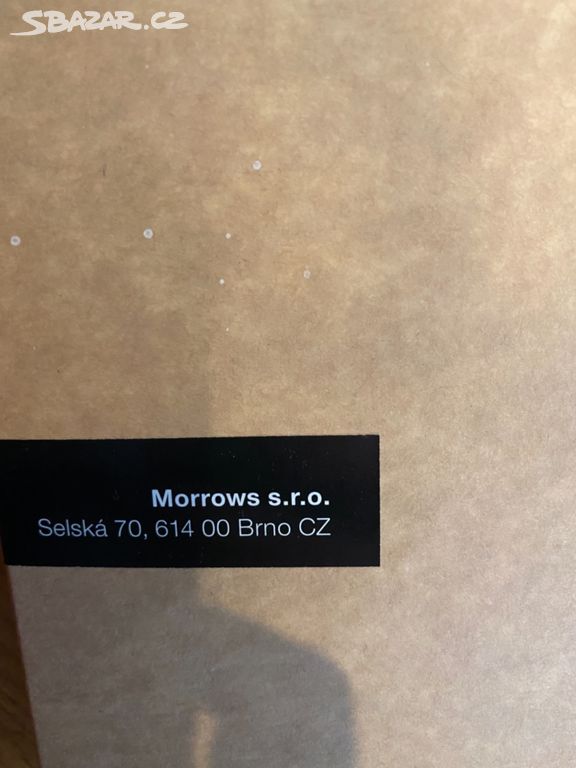 SBAZAR.CZ
Morrows s.r.o.
Selská 70, 614 00 Brno CZ